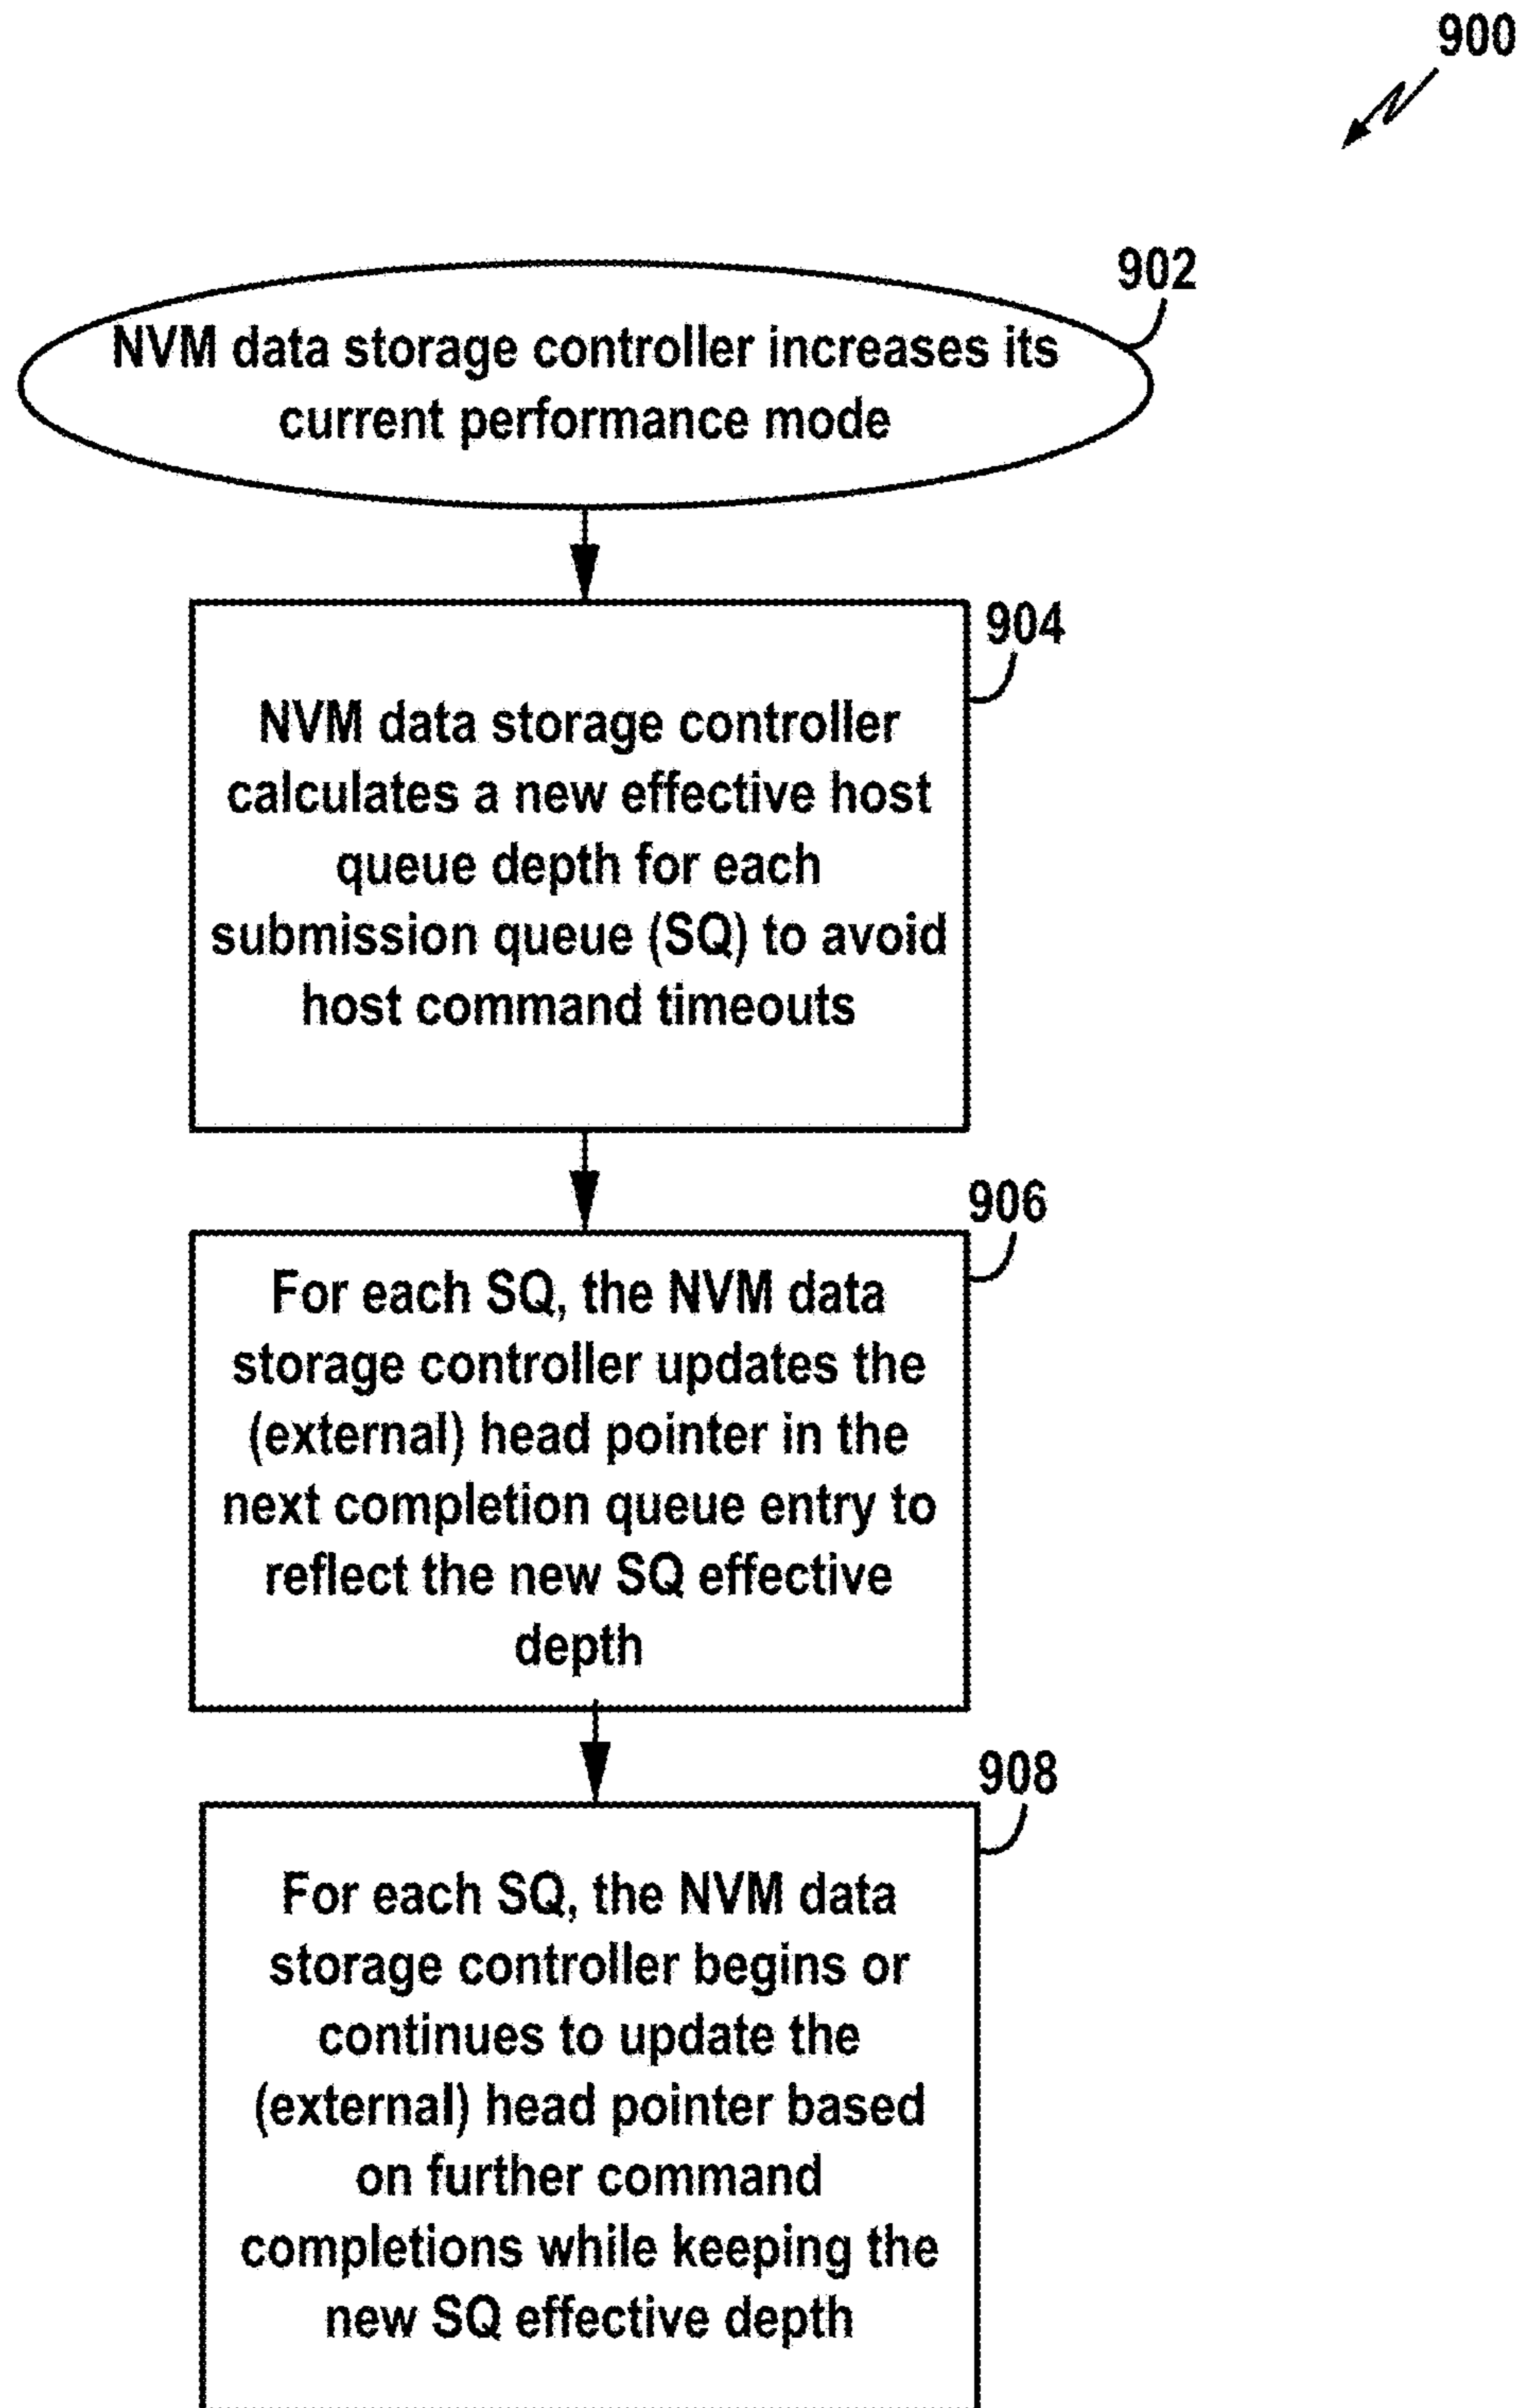 900
902
NVM data storage controller increases its
current performance mode
904
NVM data storage controller
calculates a new effective host
queue depth for each
submission queue (SQ) to avoid
host command timeouts
906
For each SQ, the NVM data
storage controller updates the
(external) head pointer in the
next completion queue entry to
reflect the new SQ effective
depth
908
For each SQ, the NVM data
storage controller begins or
continues to update the
(external) head pointer based
on further command
completions while keeping the
new SQ effective depth